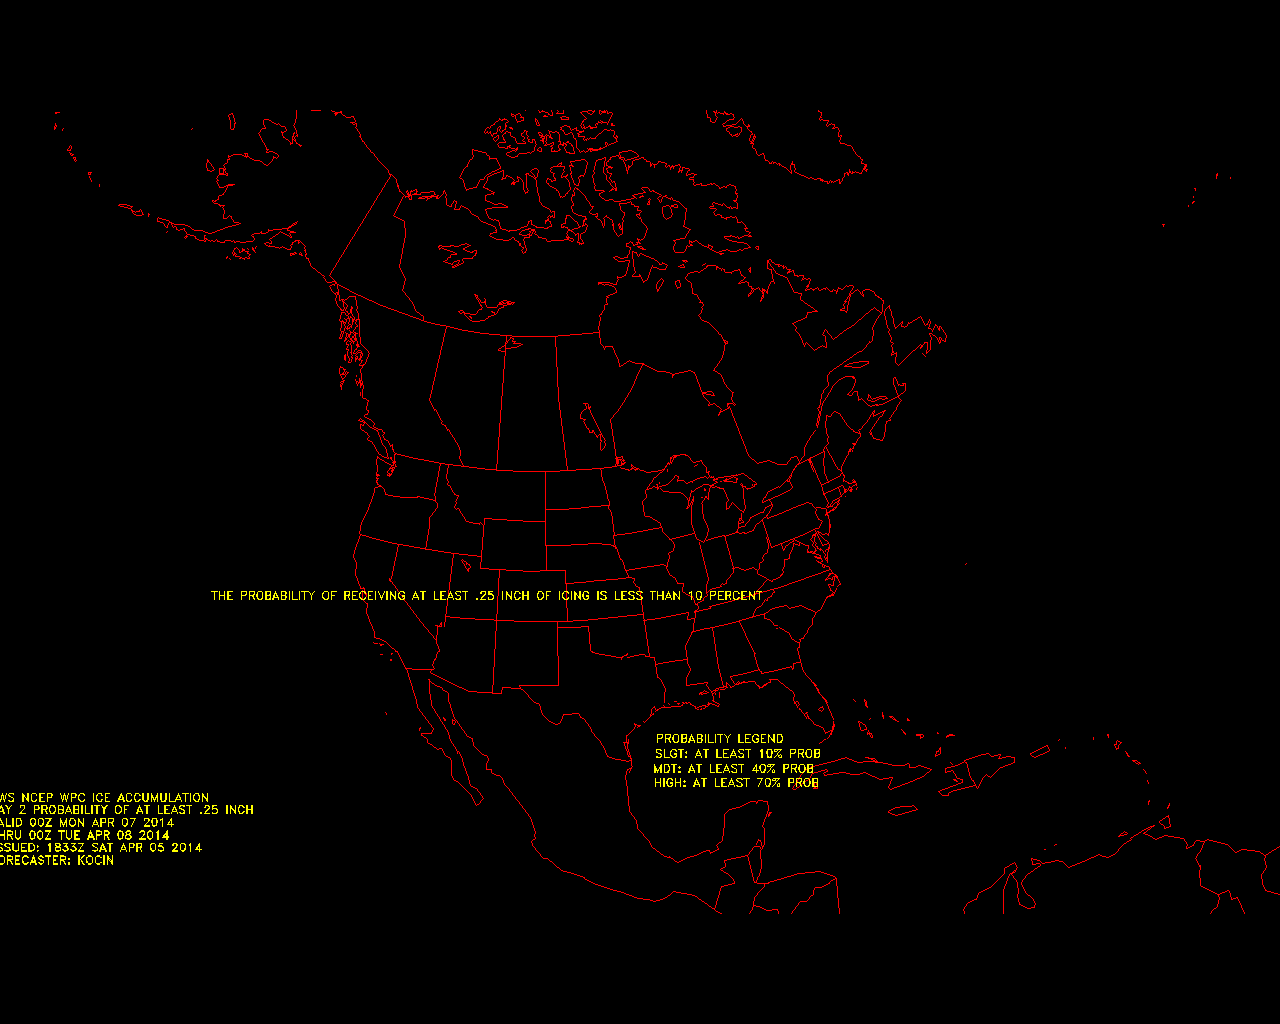 THE PROBABILITY OF RECEIVING AT LEAST .25 INCH OF ICING IS LESS THAN 10 PERCENT
PROBABILITY LEGEND
SLGT: AT LEAST 10% PROB
MDT: AT LEAST 40% PROB
HIGH: AT LEAST 70% PROB
WS NCEP WPC ICE ACCUMULATION
AY 2 PROBABILITY OF AT LEAST .25 INCH
ALID 00Z MON APR 07 2014
HRU 00Z TUE APR 08 2014
SSUED: 1833Z SAT APR 05 2014
ORECASTER: KOCIN